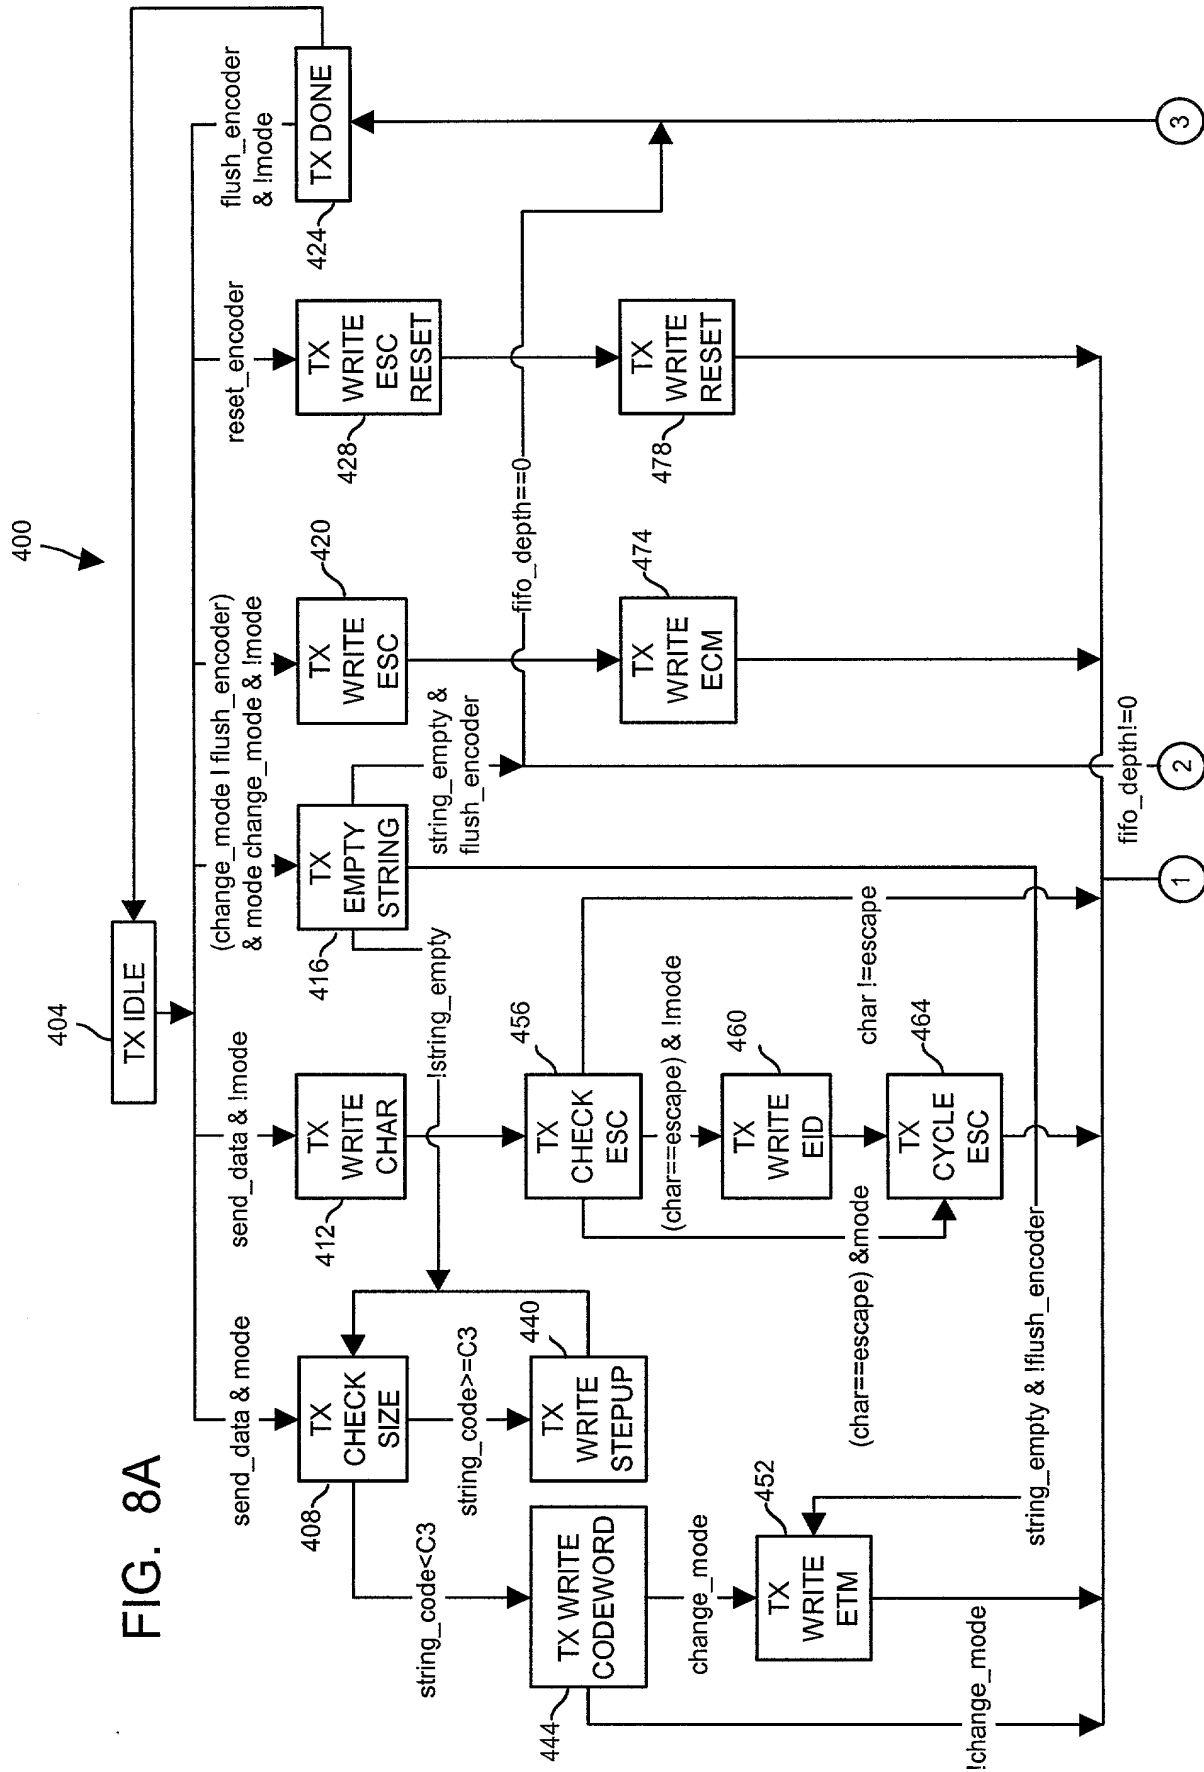 FIG. 8A
400
404
TX IDLE
send_data & mode
send_data & !mode
(change_mode | flush_encoder)
& mode change_mode & !mode
reset_encoder
flush_encoder
& !mode
TX
CHECK
SIZE
408
TX
WRITE
CHAR
412
TX
EMPTY
STRING
416
TX
WRITE
ESC
420
TX
WRITE
ESC
RESET
428
TX DONE
424
string_code<C3
string_code>=C3
!string_empty
string_empty &
flush_encoder
fifo_depth==0
TX WRITE
CODEWORD
444
TX
WRITE
STEPUP
440
TX
CHECK
ESC
456
TX
WRITE
ECM
474
TX
WRITE
RESET
478
change_mode
(char==escape) & !mode
TX
WRITE
ETM
452
TX
WRITE
EID
460
(char==escape) &mode
char !=escape
TX
CYCLE
ESC
464
string_empty & !flush_encoder
!change_mode
fifo_depth!=0
1
2
3